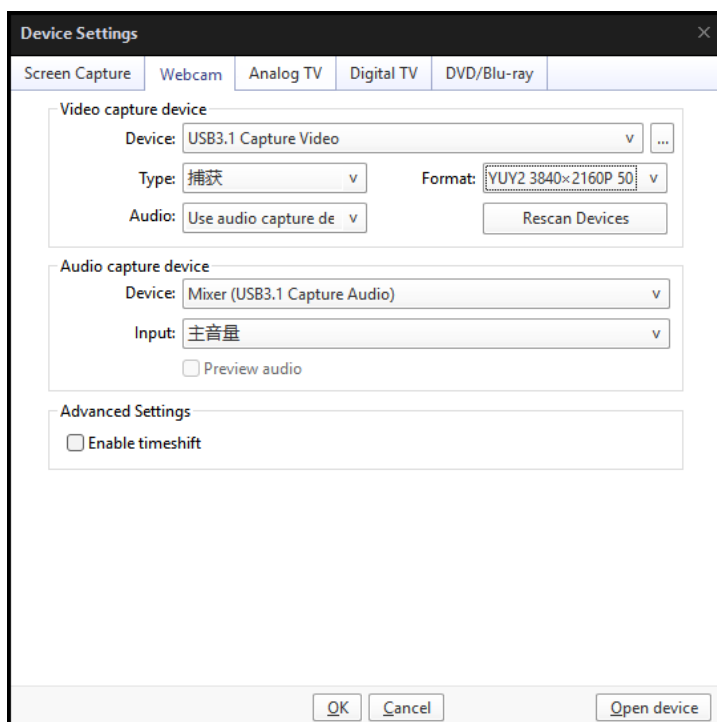 Device Settings
Screen Capture Webcam Analog TV Digital TV DVD/Blu-ray
Video capture device
Device: USB3.1 Capture Video ...
Type: 捕获 Format: YUY2 3840×2160P 50
Audio: Use audio capture de Rescan Devices
Audio capture device
Device: Mixer (USB3.1 Capture Audio)
Input: 主音量
Preview audio
Advanced Settings
Enable timeshift
OK Cancel Open device